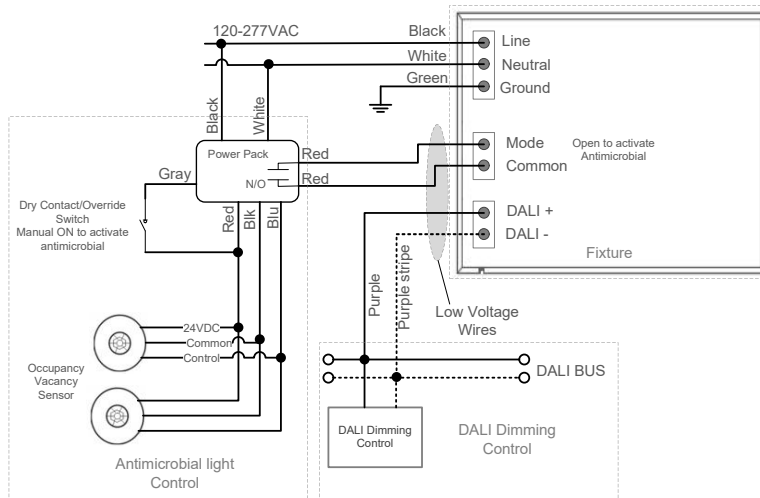 120-277VAC
Black
White
Green
Line
Neutral
Ground
Black
White
Power Pack
N/O
Red
Red
Mode
Common
Open to activate
Antimicrobial
Gray
Red
Blk
Blu
Dry Contact/Override
Switch
Manual ON to activate
antimicrobial
DALI +
DALI -
Fixture
Purple
Purple stripe
Low Voltage
Wires
24VDC
Common
Control
Occupancy
Vacancy
Sensor
DALI BUS
DALI Dimming
Control
DALI Dimming
Control
Antimicrobial light
Control